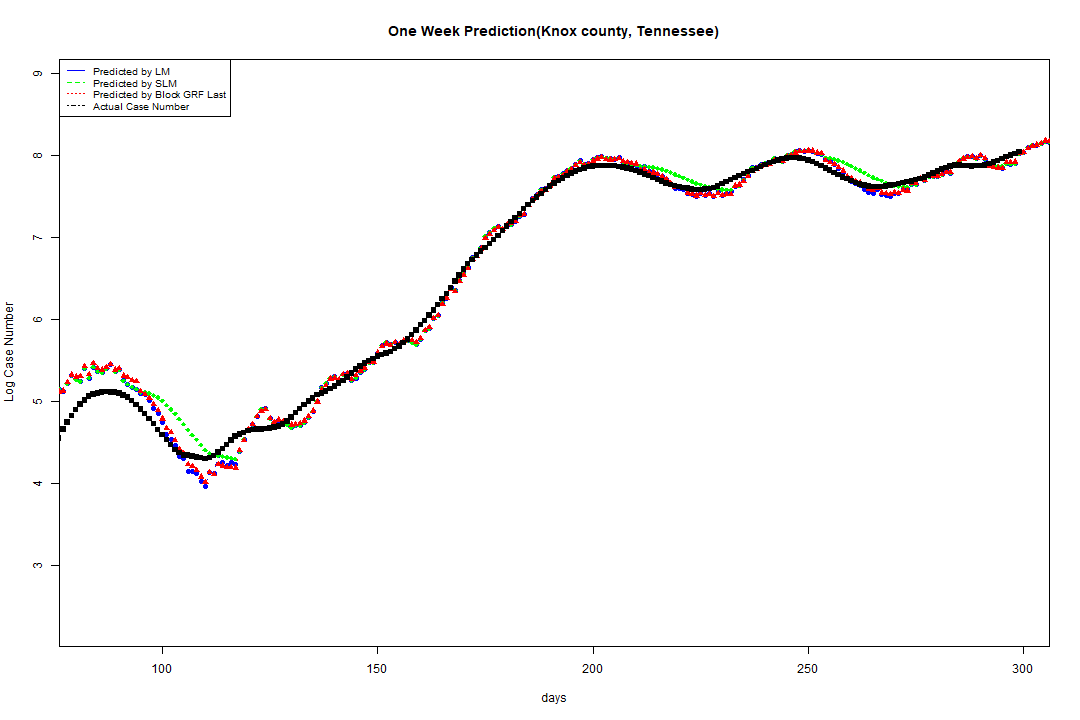 One Week Prediction(Knox county, Tennessee)
Predicted by LM
Predicted by SLM
Predicted by Block GRF Last
Actual Case Number
9
8
7
6
5
4
3
Log Case Number
100 150 200 250 300
days